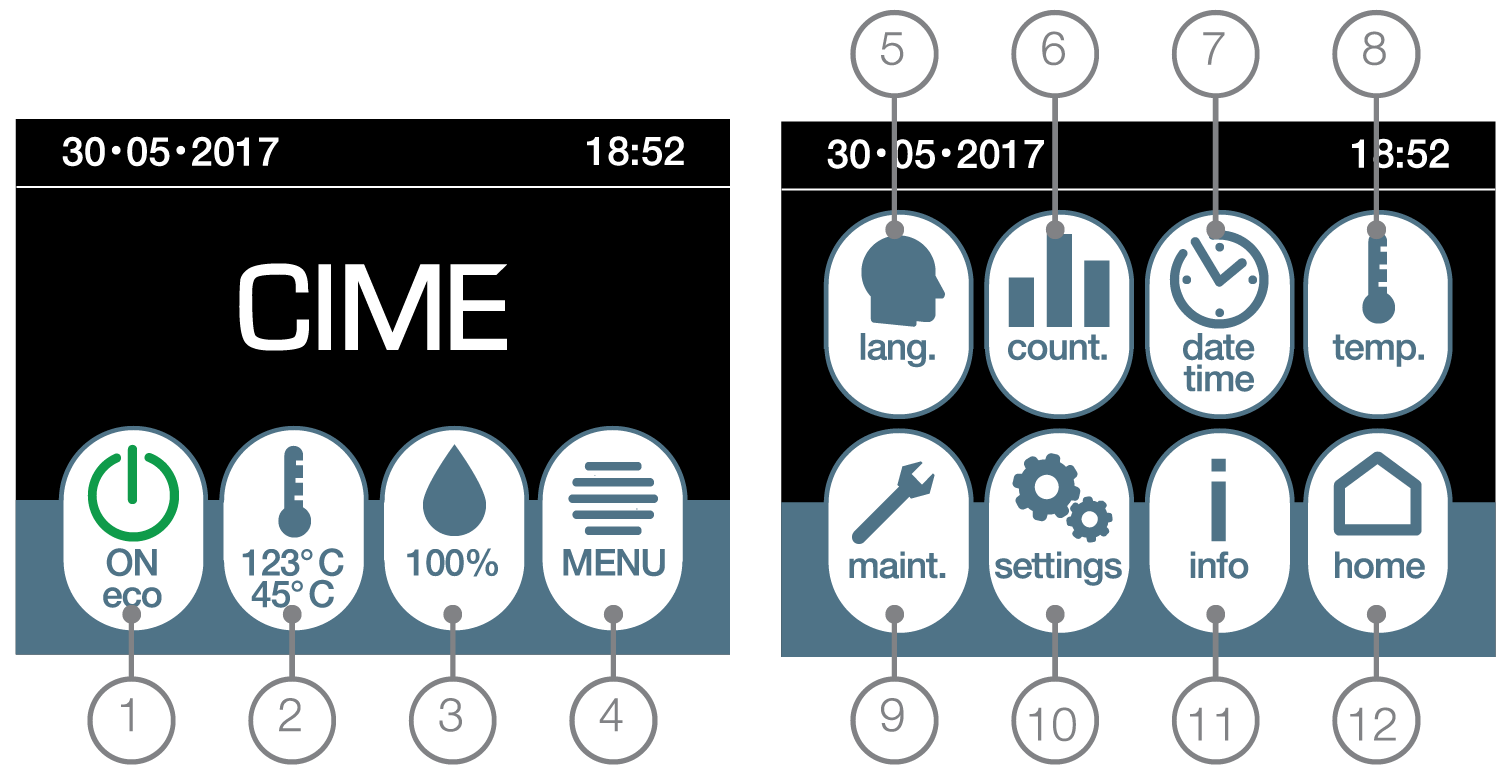 5 6 7 8
30•05•2017 18:52
CIME
ON
eco
123°C
45°C
100%
MENU
1 2 3 4
30•05•2017 18:52
lang. count. date
time temp.
maint. settings info home
9 10 11 12